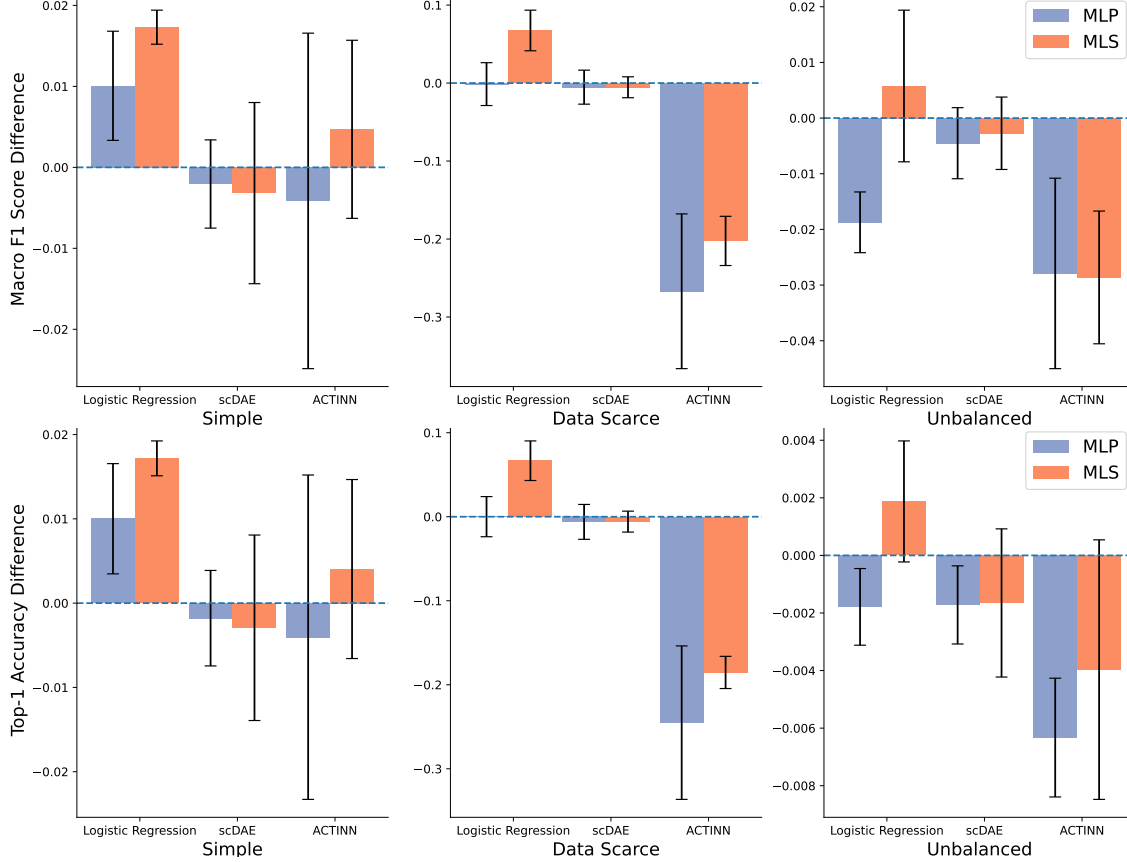 Macro F1 Score Difference
0.02
0.01
0.00
−0.01
−0.02
Logistic Regression
scDAE
ACTINN
Simple
0.1
0.0
−0.1
−0.2
−0.3
Logistic Regression
scDAE
ACTINN
Data Scarce
0.02
0.01
0.00
−0.01
−0.02
−0.03
−0.04
MLP
MLS
Logistic Regression
scDAE
ACTINN
Unbalanced
Top-1 Accuracy Difference
0.02
0.01
0.00
−0.01
−0.02
Logistic Regression
scDAE
ACTINN
Simple
0.1
0.0
−0.1
−0.2
−0.3
Logistic Regression
scDAE
ACTINN
Data Scarce
0.004
0.002
0.000
−0.002
−0.004
−0.006
−0.008
MLP
MLS
Logistic Regression
scDAE
ACTINN
Unbalanced